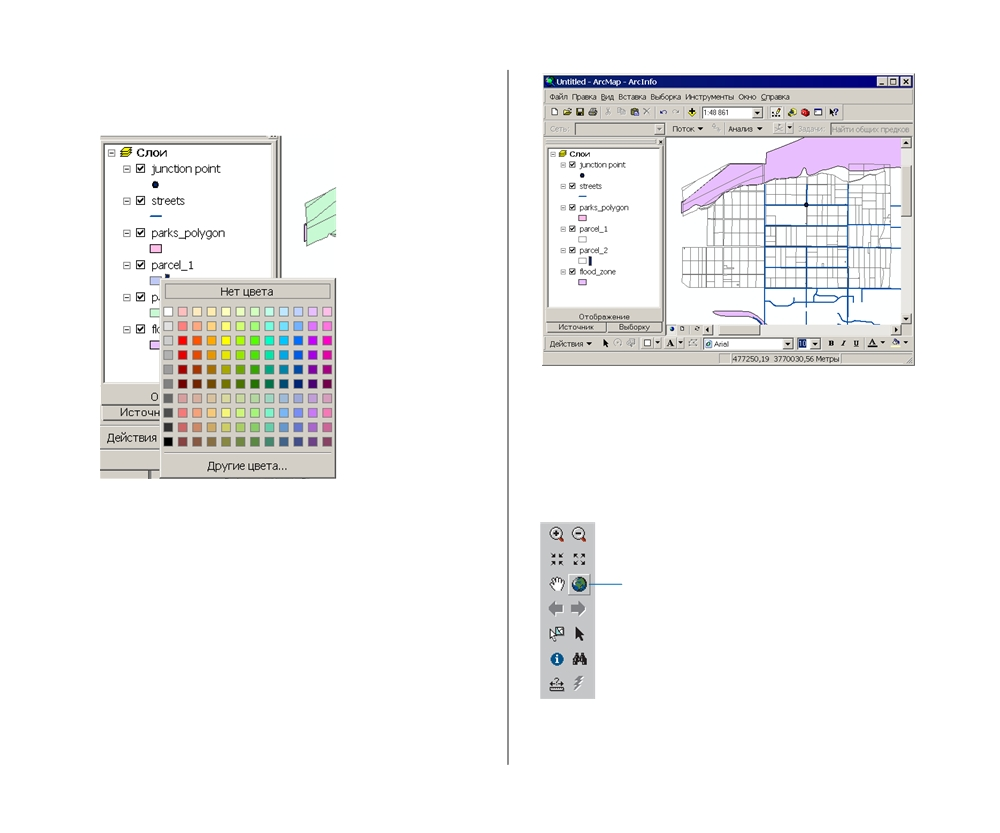 Слои
junction point
streets
parks_polygon
parcel_1
Нет цвета
Другие цвета...
Действия
Untitled - ArcMap - ArcInfo
Файл Правка Вид Вставка Выборка Инструменты Окно Справка
1:48 861
Сеть: Поток Анализ Задачи: Найти общих предков
Слои
junction point
streets
parks_polygon
parcel_1
parcel_2
flood_zone
Отображение
Источник Выборку
Действия A Arial 10 B I U A
477250,19 3770030,56 Метры